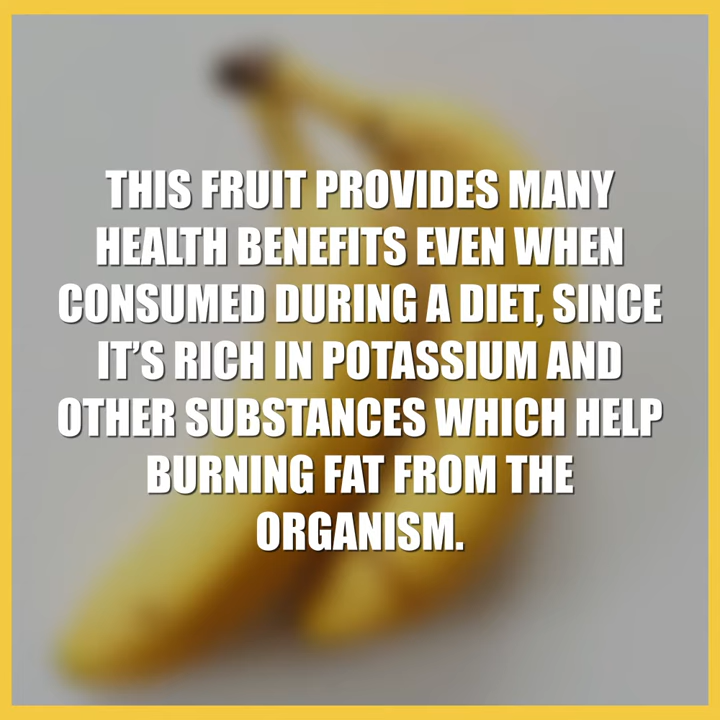 THIS FRUIT PROVIDES MANY
HEALTH BENEFITS EVEN WHEN
CONSUMED DURING A DIET, SINCE
IT'S RICH IN POTASSIUM AND
OTHER SUBSTANCES WHICH HELP
BURNING FAT FROM THE
ORGANISM.